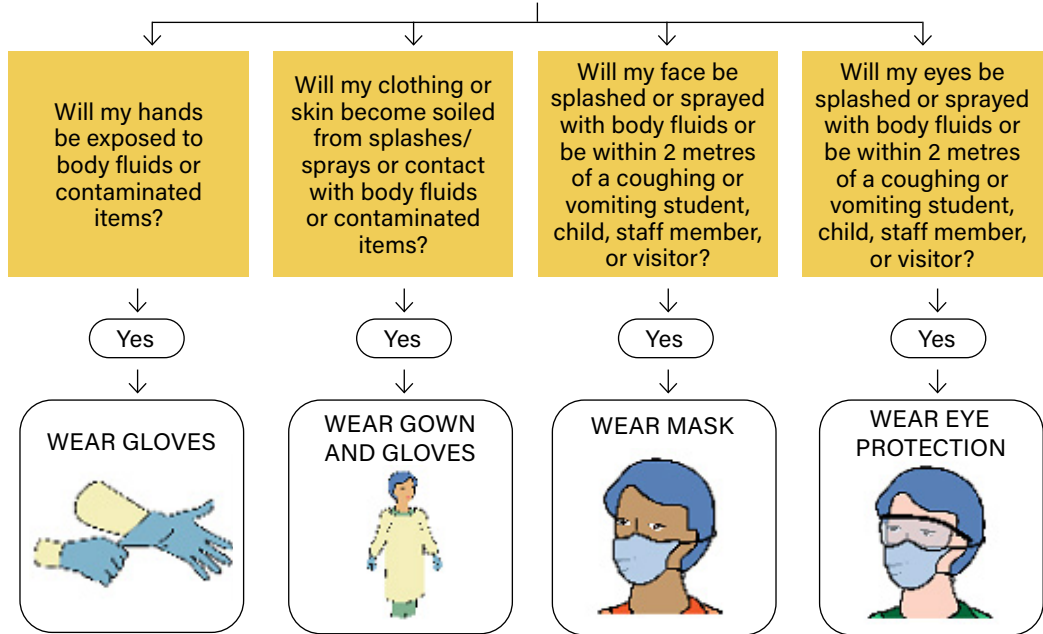 Will my hands
be exposed to
body fluids or
contaminated
items?
Will my clothing or
skin become soiled
from splashes/
sprays or contact
with body fluids
or contaminated
items?
Will my face be
splashed or sprayed
with body fluids or
be within 2 metres
of a coughing or
vomiting student,
child, staff member,
or visitor?
Will my eyes be
splashed or sprayed
with body fluids or
be within 2 metres
of a coughing or
vomiting student,
child, staff member,
or visitor?
Yes
Yes
Yes
Yes
WEAR GLOVES
WEAR GOWN
AND GLOVES
WEAR MASK
WEAR EYE
PROTECTION